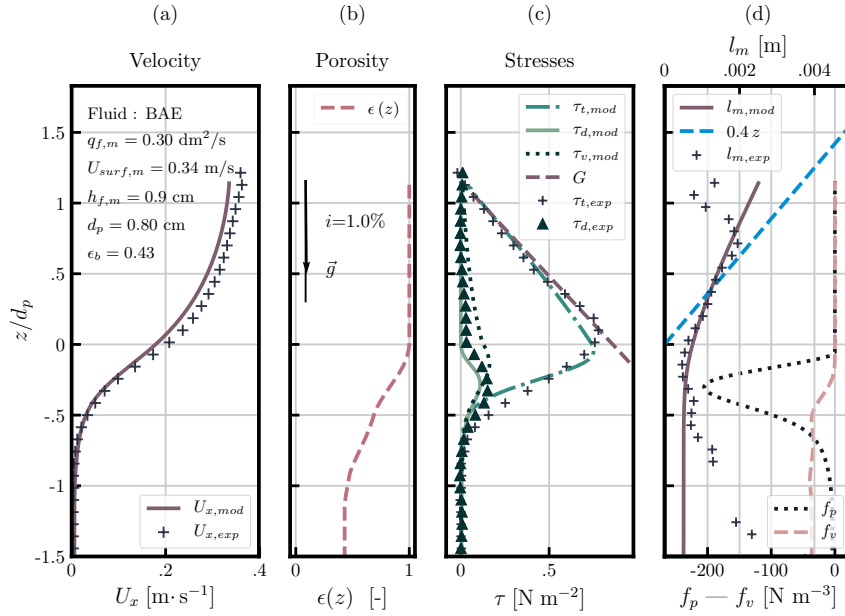 (a)
(b)
(c)
(d)
l_m [m]
0 .002 .004
Velocity
Porosity
Stresses
z/d_p
1.5
1
.5
0
-.5
-1
-1.5
Fluid : BAE
q_{f,m} = 0.30 dm²/s
U_{surf,m} = 0.34 m/s
h_{f,m} = 0.9 cm
d_p = 0.80 cm
ϵ_b = 0.43
U_{x,mod}
U_{x,exp}
0 .2 .4
U_x [m·s⁻¹]
ϵ(z)
i=1.0%
g⃗
0 1
ϵ(z) [-]
τ_{t,mod}
τ_{d,mod}
τ_{v,mod}
G
τ_{t,exp}
τ_{d,exp}
0 .5
τ [N m⁻²]
l_{m,mod}
0.4 z
l_{m,exp}
f_p
f_v
-200 -100 0
f_p — f_v [N m⁻³]